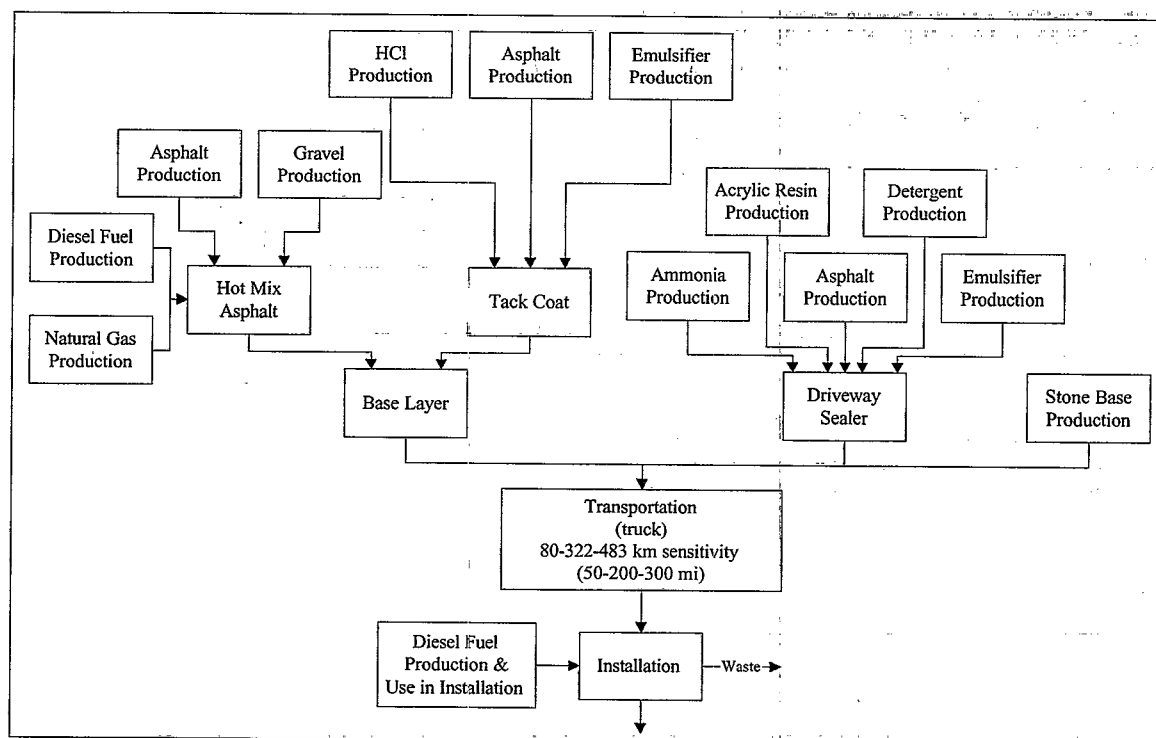 HCl
Production
Asphalt
Production
Emulsifier
Production
Asphalt
Production
Gravel
Production
Acrylic Resin
Production
Detergent
Production
Diesel Fuel
Production
Hot Mix
Asphalt
Tack Coat
Ammonia
Production
Asphalt
Production
Emulsifier
Production
Natural Gas
Production
Base Layer
Driveway
Sealer
Stone Base
Production
Transportation
(truck)
80-322-483 km sensitivity
(50-200-300 mi)
Diesel Fuel
Production &
Use in Installation
Installation
Waste